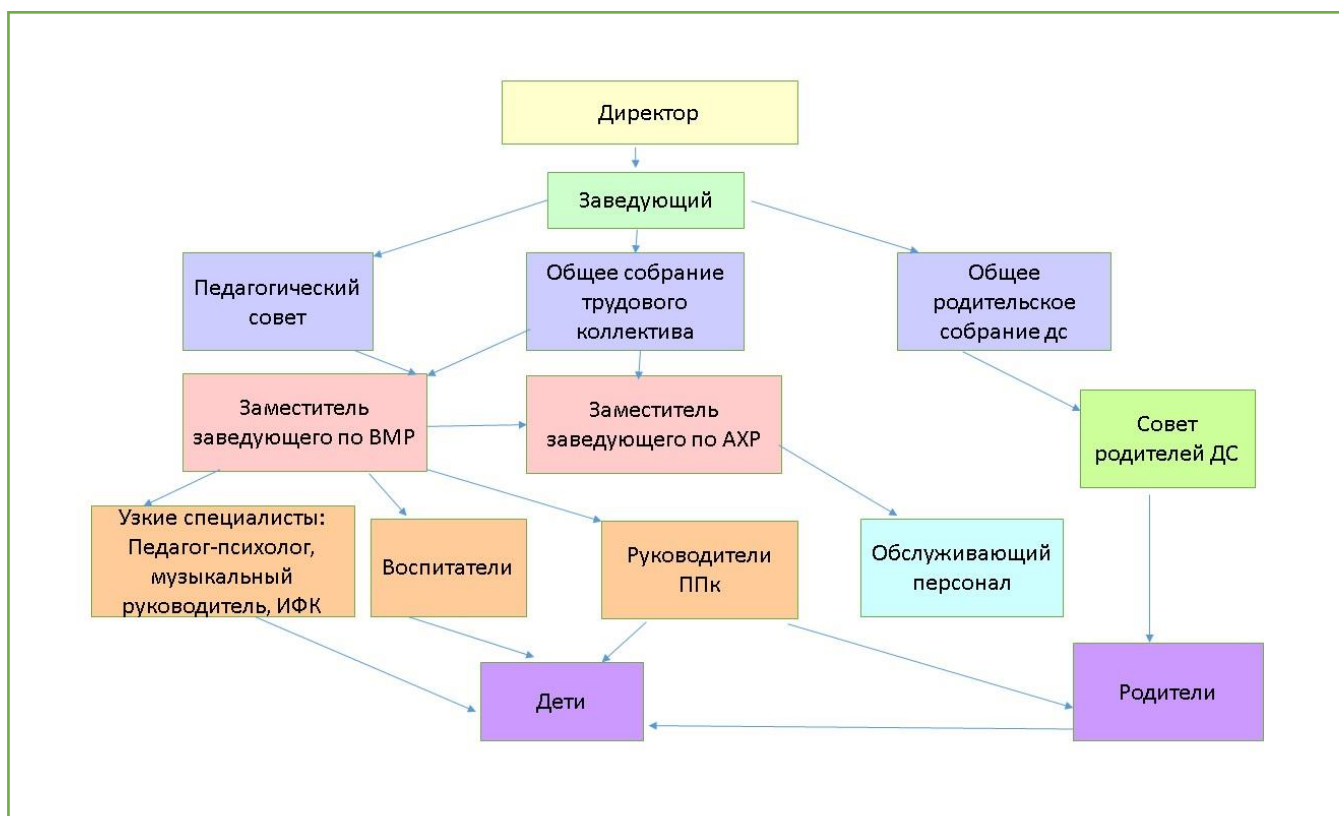 Директор
Заведующий
Педагогический
совет
Общее собрание
трудового
коллектива
Общее
родительское
собрание дс
Заместитель
заведующего по ВМР
Заместитель
заведующего по АХР
Совет
родителей ДС
Узкие специалисты:
Педагог-психолог,
музыкальный
руководитель, ИФК
Воспитатели
Руководители
ППк
Обслуживающий
персонал
Дети
Родители